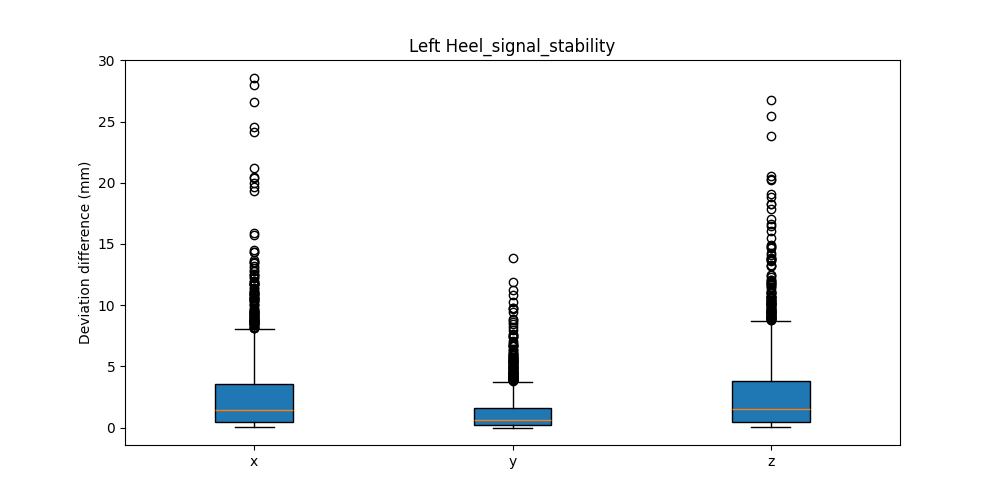 Left Heel_signal_stability
Deviation difference (mm)
30
25
20
15
10
5
0
x
y
z